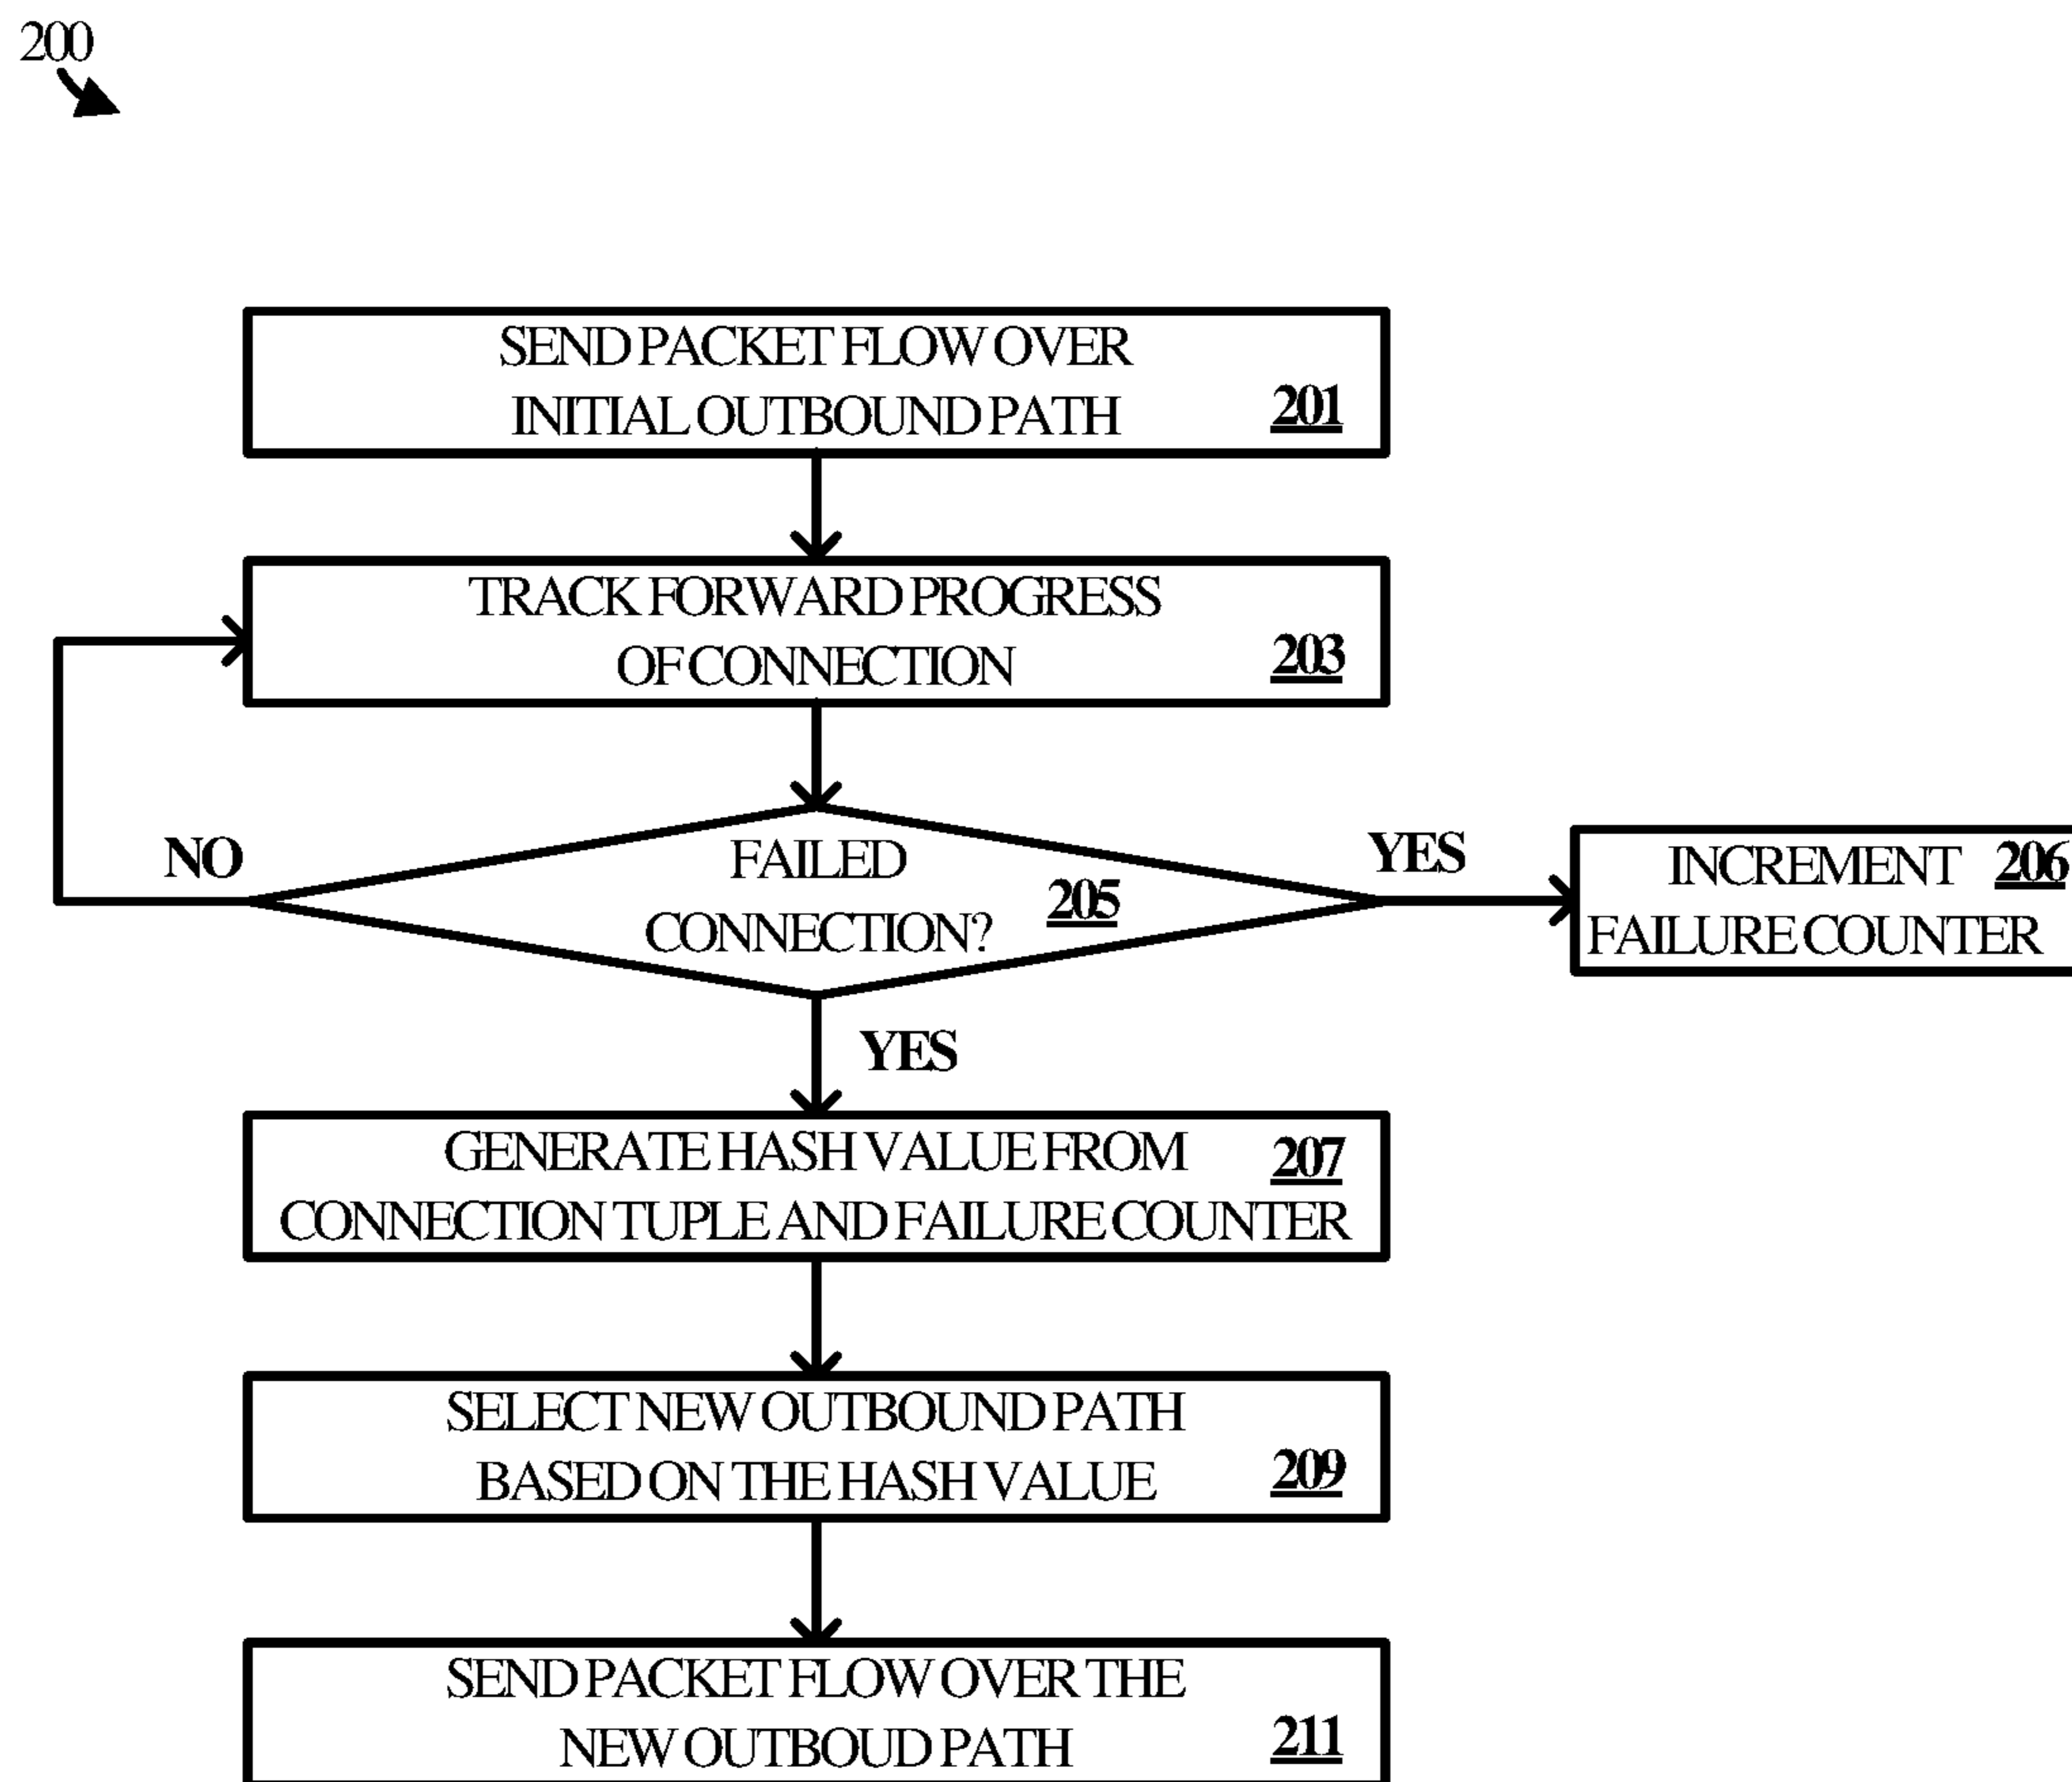 200
SEND PACKET FLOW OVER
INITIAL OUTBOUND PATH
201
TRACK FORWARD PROGRESS
OF CONNECTION
203
NO
FAILED
CONNECTION?
205
YES
INCREMENT
206
FAILURE COUNTER
YES
GENERATE HASH VALUE FROM
207
CONNECTION TUPLE AND FAILURE COUNTER
SELECT NEW OUTBOUND PATH
BASED ON THE HASH VALUE
209
SEND PACKET FLOW OVER THE
NEW OUTBOUD PATH
211